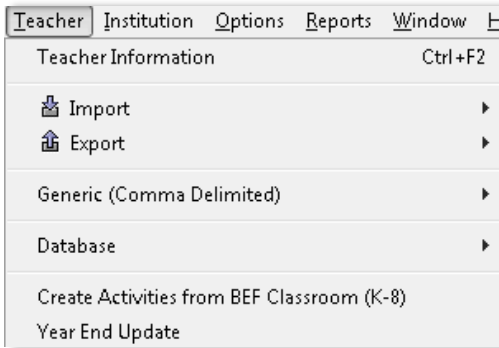 Teacher Institution Options Reports Window H
Teacher Information Ctrl+F2
Import
Export
Generic (Comma Delimited)
Database
Create Activities from BEF Classroom (K-8)
Year End Update